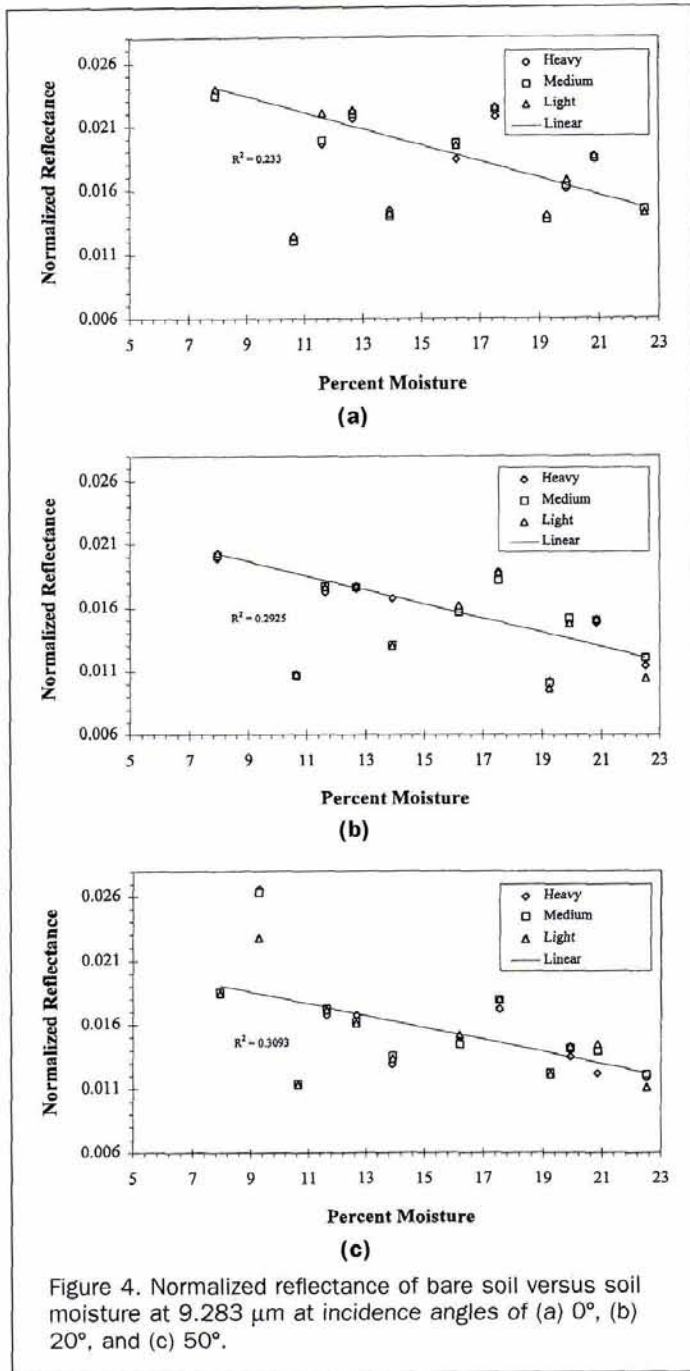 0.026
0.021
0.016
0.011
0.006
Normalized Reflectance
Heavy
Medium
Light
Linear
R² = 0.233
5 7 9 11 13 15 17 19 21 23
Percent Moisture
(a)
0.026
0.021
0.016
0.011
0.006
Normalized Reflectance
Heavy
Medium
Light
Linear
R² = 0.2925
5 7 9 11 13 15 17 19 21 23
Percent Moisture
(b)
0.026
0.021
0.016
0.011
0.006
Normalized Reflectance
Heavy
Medium
Light
Linear
R² = 0.3093
5 7 9 11 13 15 17 19 21 23
Percent Moisture
(c)
Figure 4. Normalized reflectance of bare soil versus soil
moisture at 9.283 μm at incidence angles of (a) 0°, (b)
20°, and (c) 50°.